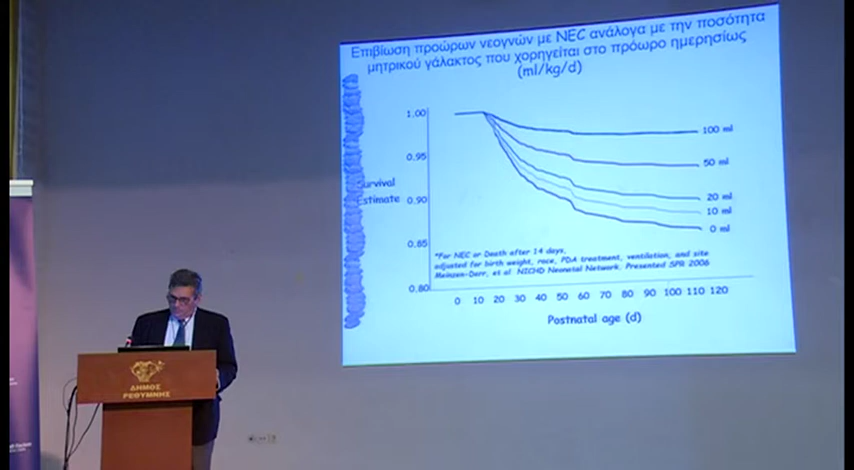 Επιβίωση πρόωρων νεογνών με NEC ανάλογα με την ποσότητα
μητρικού γάλακτος που χορηγείται στο πρόωρο ημερησίως
(ml/kg/d)
1.00
100 ml
0.95
50 ml
Survival
Estimate
0.90
20 ml
10 ml
0 ml
0.85
*For NEC or Death after 14 days,
adjusted for birth weight, race, PDA treatment, ventilation, and site
Meinzen-Derr, et al NICHD Neonatal Network. Presented SPR 2006
0.80
0 10 20 30 40 50 60 70 80 90 100 110 120
Postnatal age (d)
ΔΗΜΟΣ
ΡΕΘΥΜΝΗΣ